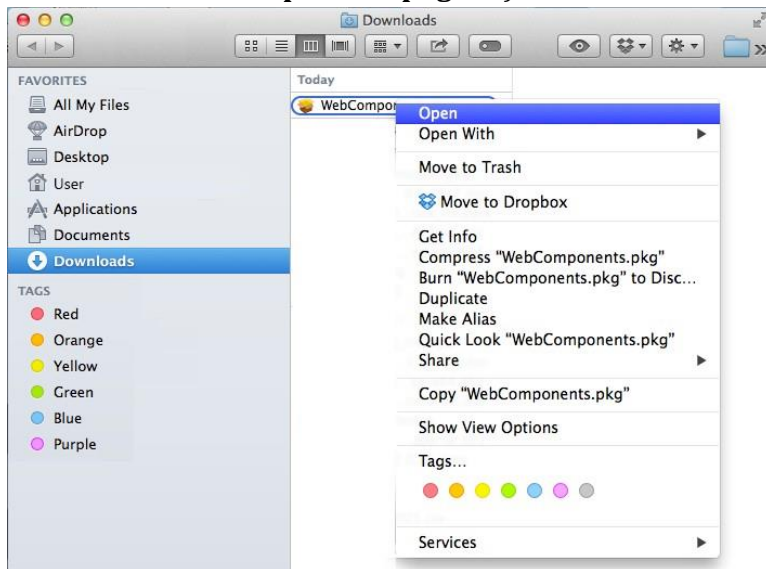 Downloads
FAVORITES
All My Files
AirDrop
Desktop
User
Applications
Documents
Downloads
TAGS
Red
Orange
Yellow
Green
Blue
Purple
Today
Open
Open With
Move to Trash
Move to Dropbox
Get Info
Compress "WebComponents.pkg"
Burn "WebComponents.pkg" to Disc...
Duplicate
Make Alias
Quick Look "WebComponents.pkg"
Share
Copy "WebComponents.pkg"
Show View Options
Tags...
Services